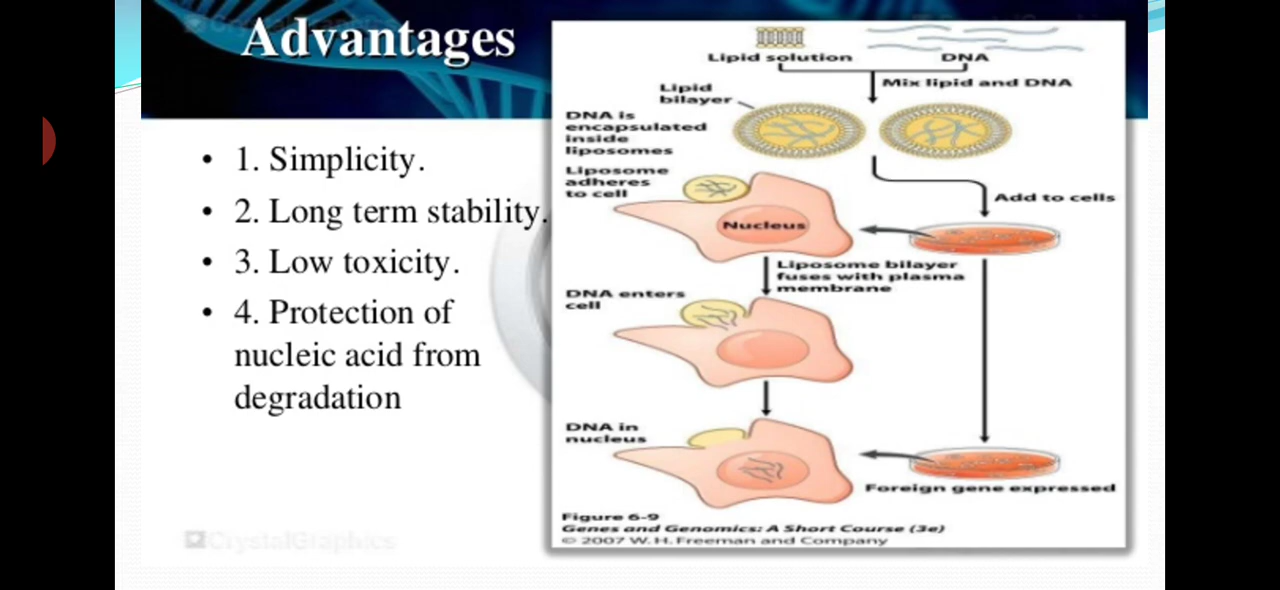 Advantages
• 1. Simplicity.
• 2. Long term stability.
• 3. Low toxicity.
• 4. Protection of
nucleic acid from
degradation
Lipid solution
DNA
Mix lipid and DNA
Lipid
bilayer
DNA is
encapsulated
inside
liposomes
Liposome
adheres
to cell
Add to cells
Nucleus
Liposome bilayer
fuses with plasma
membrane
DNA enters
cell
DNA in
nucleus
Foreign gene expressed
Figure 6-9
Genes and Genomics: A Short Course (3e)
© 2007 W. H. Freeman and Company
CrystalGraphics